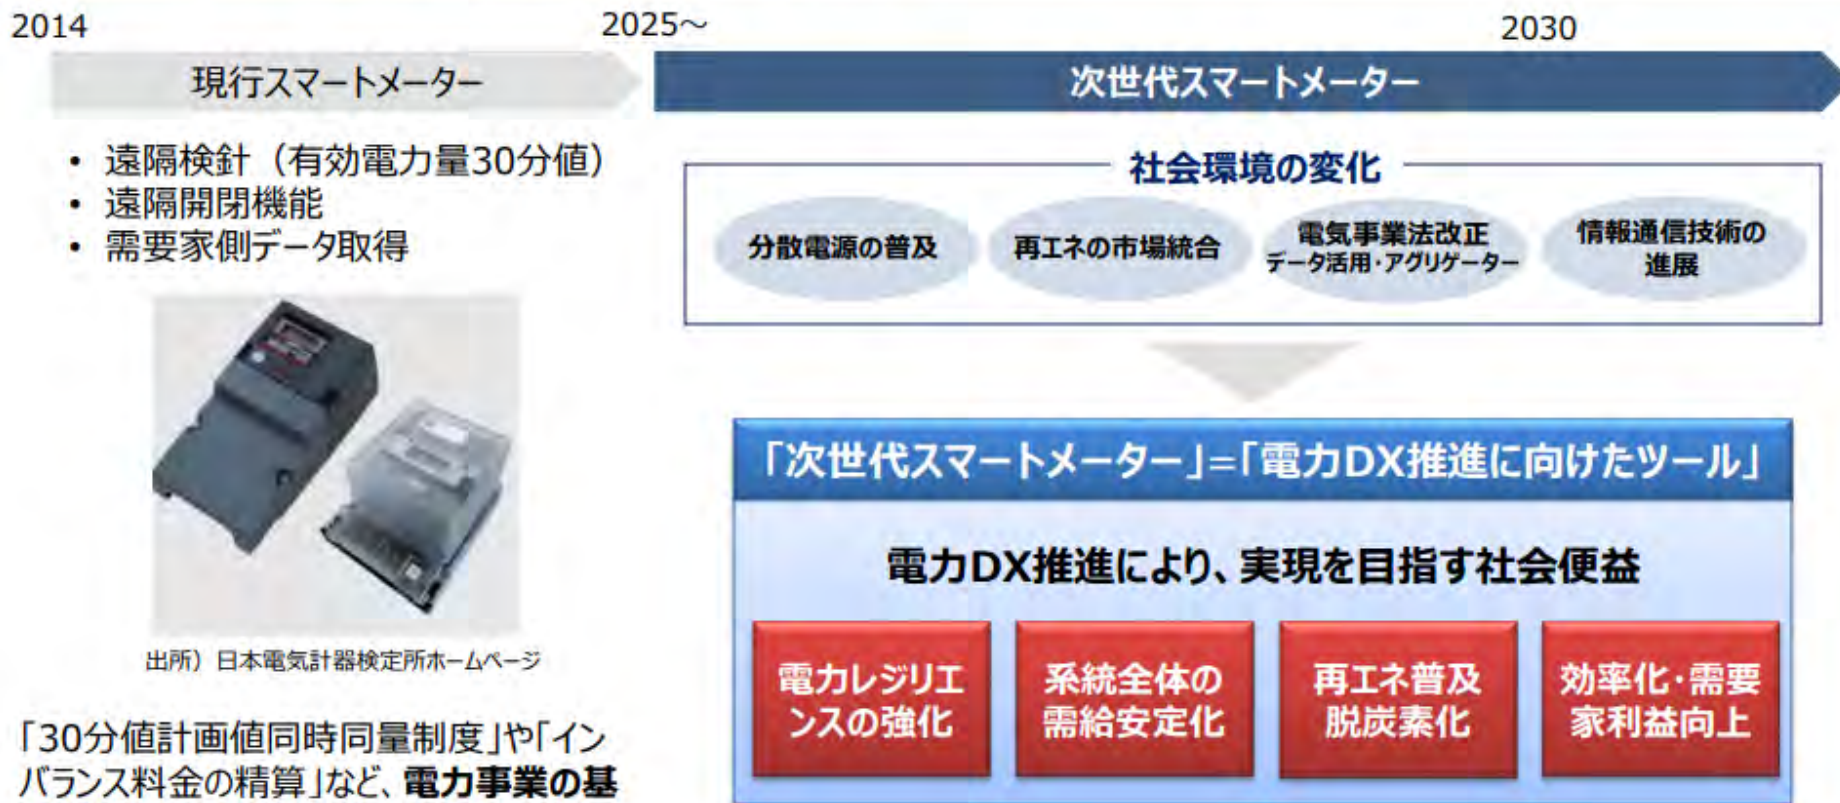 2014
2025～
2030
現行スマートメーター
次世代スマートメーター
• 遠隔検針（有効電力量30分値）
• 遠隔開閉機能
• 需要家側データ取得
出所）日本電気計器検定所ホームページ
「30分値計画値同時同量制度」や「イン
バランス料金の精算」など、電力事業の基
社会環境の変化
分散電源の普及
再エネの市場統合
電気事業法改正
データ活用・アグリゲーター
情報通信技術の
進展
「次世代スマートメーター」=「電力DX推進に向けたツール」
電力DX推進により、実現を目指す社会便益
電力レジリエ
ンスの強化
系統全体の
需給安定化
再エネ普及
脱炭素化
効率化・需要
家利益向上